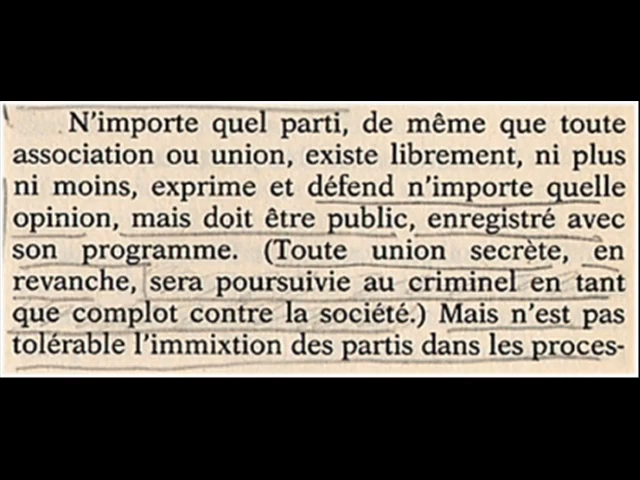 N'importe quel parti, de même que toute
association ou union, existe librement, ni plus
ni moins, exprime et défend n'importe quelle
opinion, mais doit être public, enregistré avec
son programme. (Toute union secrète, en
revanche, sera poursuivie au criminel en tant
que complot contre la société.) Mais n'est pas
tolérable l'immixtion des partis dans les proces-